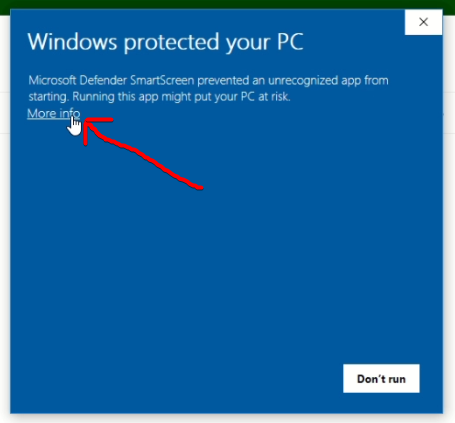 Windows protected your PC
Microsoft Defender SmartScreen prevented an unrecognized app from
starting. Running this app might put your PC at risk.
More info
Don't run